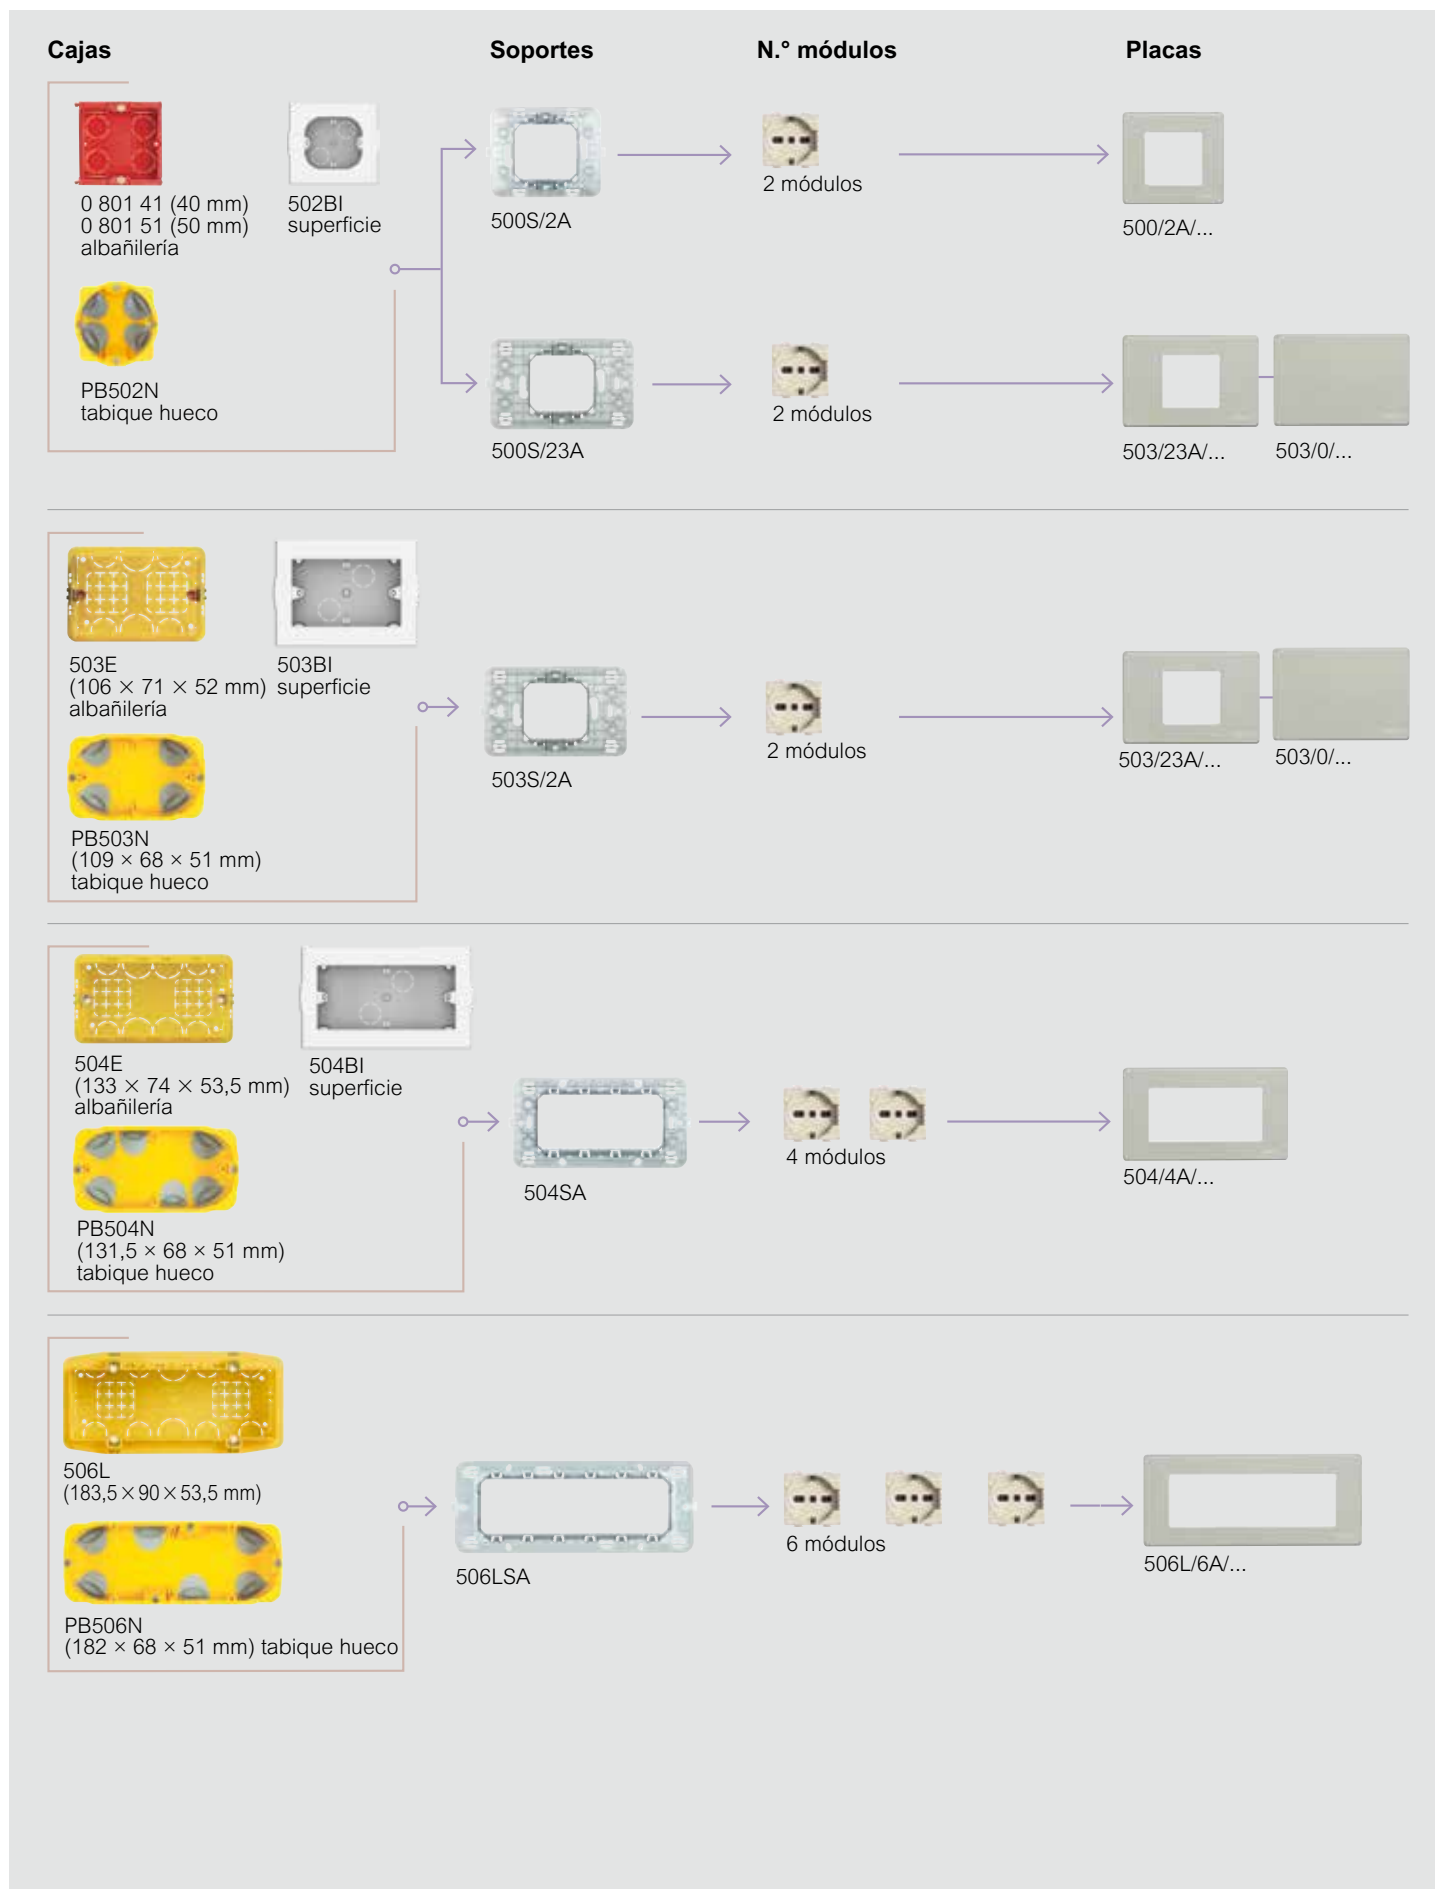 Cajas
Soportes
N.° módulos
Placas
0 801 41 (40 mm)
0 801 51 (50 mm)
albañilería
502BI
superficie
500S/2A
2 módulos
500/2A/...
PB502N
tabique hueco
500S/23A
2 módulos
503/23A/...
503/0/...
503E
(106 × 71 × 52 mm)
albañilería
503BI
superficie
503S/2A
2 módulos
503/23A/...
503/0/...
PB503N
(109 × 68 × 51 mm)
tabique hueco
504E
(133 × 74 × 53,5 mm)
albañilería
504BI
superficie
504SA
4 módulos
504/4A/...
PB504N
(131,5 × 68 × 51 mm)
tabique hueco
506L
(183,5×90×53,5 mm)
506LSA
6 módulos
506L/6A/...
PB506N
(182 × 68 × 51 mm) tabique hueco